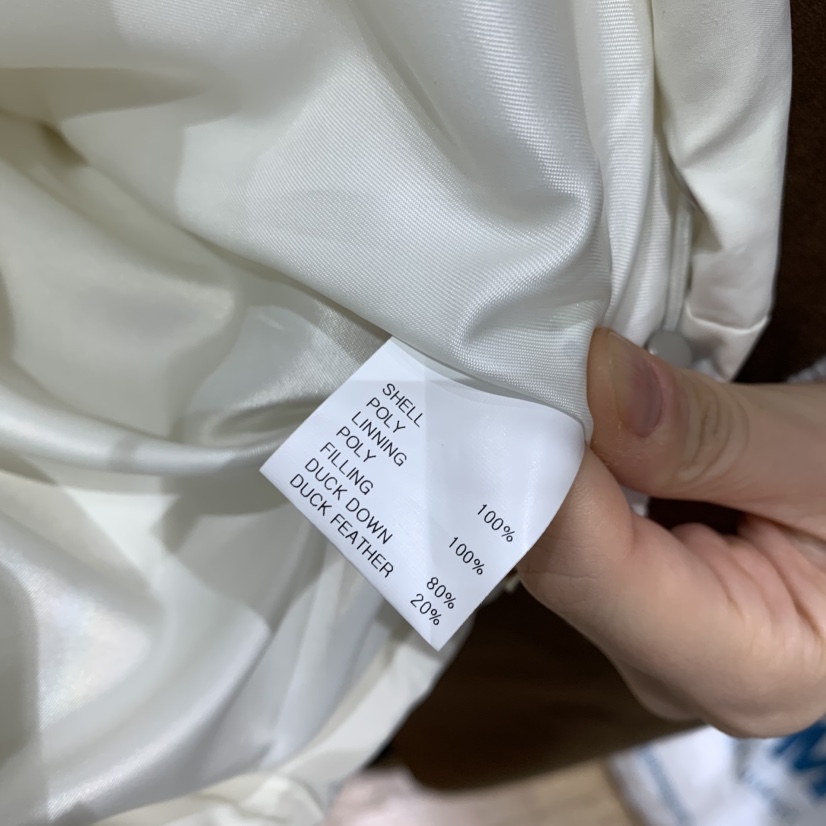 SHELL
POLY 100%
LINNING
POLY 100%
FILLING
DUCK DOWN 80%
DUCK FEATHER 20%